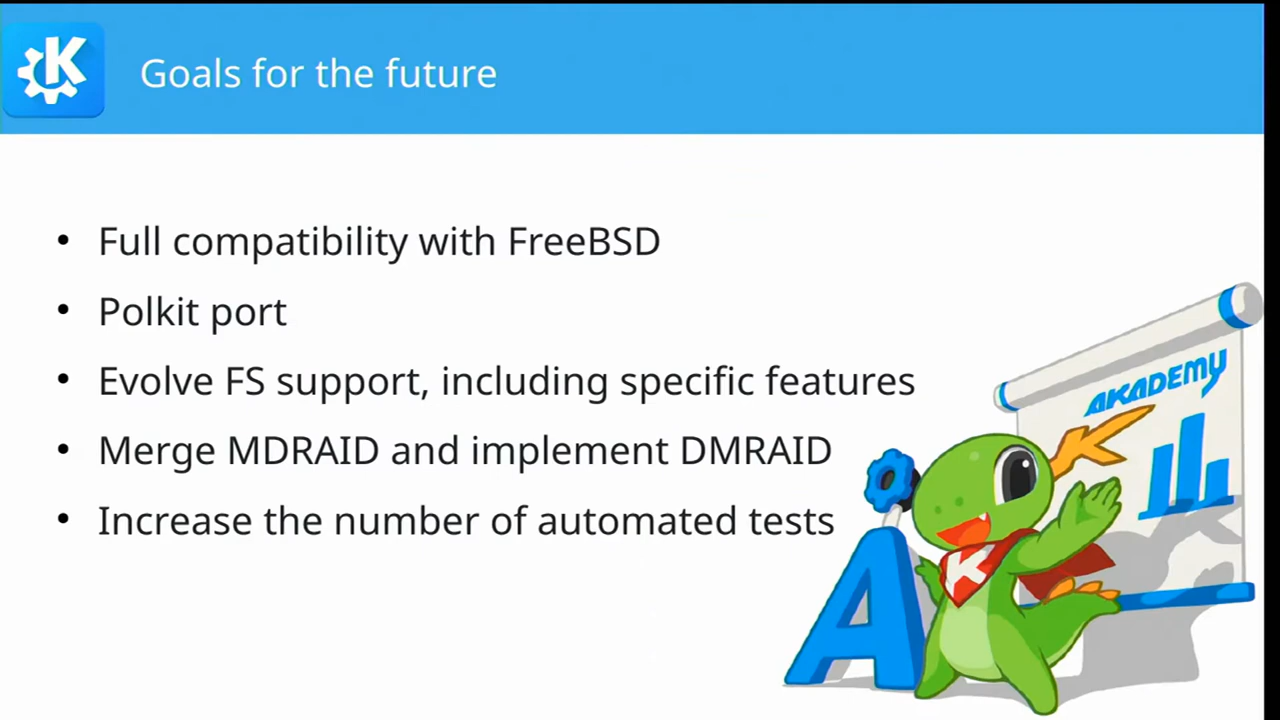 K
Goals for the future
• Full compatibility with FreeBSD
• Polkit port
• Evolve FS support, including specific features
• Merge MDRAID and implement DMRAID
• Increase the number of automated tests
AKADEMY
K
A